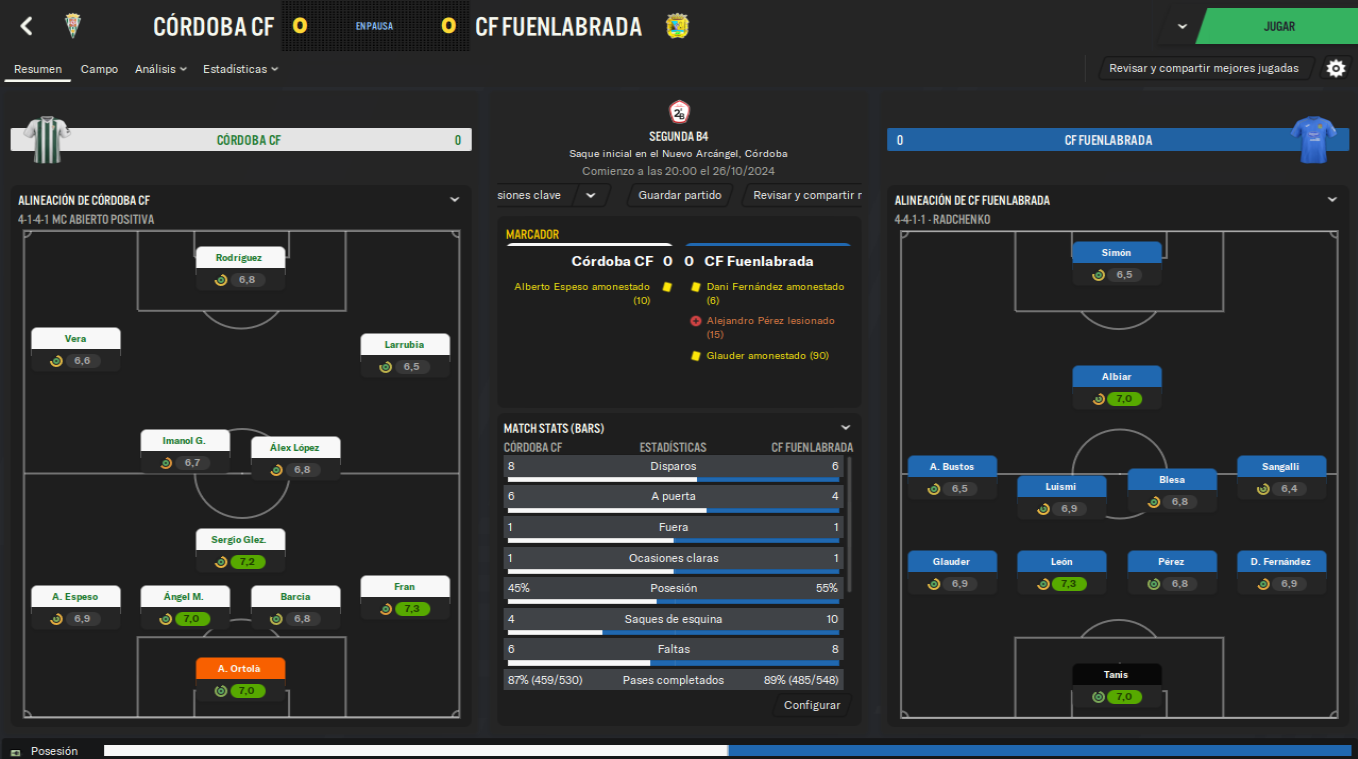 CÓRDOBA CF
0
EN PAUSA
0
CF FUENLABRADA
JUGAR
Resumen
Campo
Análisis
Estadísticas
Revisar y compartir mejores jugadas
CÓRDOBA CF
0
ALINEACIÓN DE CÓRDOBA CF
4-1-4-1 MC ABIERTO POSITIVA
Rodríguez
6,8
Vera
6,6
Larrubia
6,5
Imanol G.
6,7
Álex López
6,8
Sergio Glez.
7,2
A. Espeso
6,9
Ángel M.
7,0
Barcia
6,8
Fran
7,3
A. Ortolà
7,0
2ªB
SEGUNDA B4
Saque inicial en el Nuevo Arcángel, Córdoba
Comienzo a las 20:00 el 26/10/2024
siones clave
Guardar partido
Revisar y compartir r
MARCADOR
Córdoba CF 0 0 CF Fuenlabrada
Alberto Espeso amonestado
(10)
Dani Fernández amonestado
(6)
Alejandro Pérez lesionado
(15)
Glauder amonestado (90)
MATCH STATS (BARS)
CÓRDOBA CF ESTADÍSTICAS CF FUENLABRADA
8 Disparos 6
6 A puerta 4
1 Fuera 1
1 Ocasiones claras 1
45% Posesión 55%
4 Saques de esquina 10
6 Faltas 8
87% (459/530) Pases completados 89% (485/548)
Configurar
0
CF FUENLABRADA
ALINEACIÓN DE CF FUENLABRADA
4-4-1-1 - RADCHENKO
Simón
6,5
Albiar
7,0
A. Bustos
6,5
Luismi
6,9
Blesa
6,8
Sangalli
6,4
Glauder
6,9
León
7,3
Pérez
6,8
D. Fernández
6,9
Tanis
7,0
Posesión